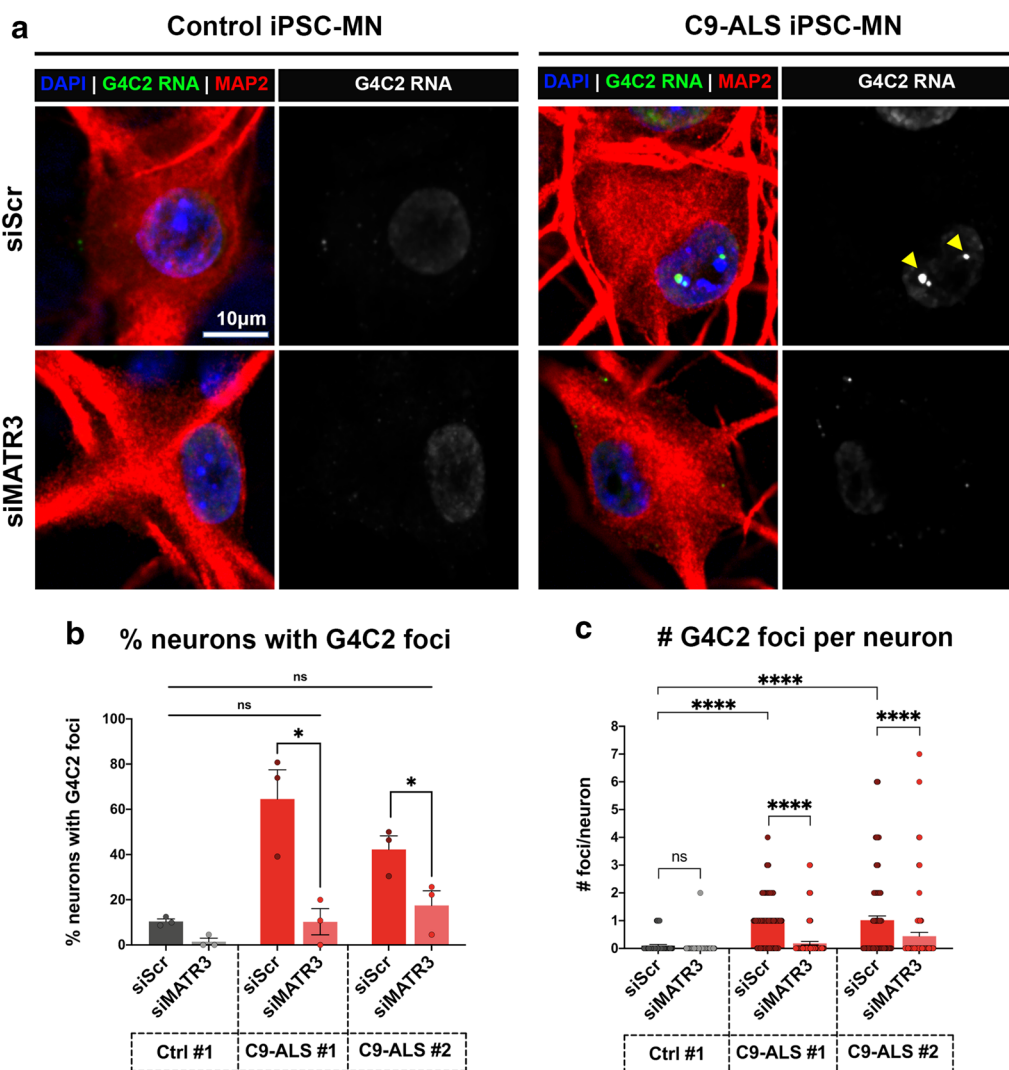 a
Control iPSC-MN
C9-ALS iPSC-MN
DAPI | G4C2 RNA | MAP2
G4C2 RNA
DAPI | G4C2 RNA | MAP2
G4C2 RNA
siScr
10µm
siMATR3
b
% neurons with G4C2 foci
ns
ns
*
*
% neurons with G4C2 foci
100
80
60
40
20
0
siScr
siMATR3
siScr
siMATR3
siScr
siMATR3
Ctrl #1
C9-ALS #1
C9-ALS #2
c
# G4C2 foci per neuron
****
****
****
****
ns
# foci/neuron
8
7
6
5
4
3
2
1
0
siScr
siMATR3
siScr
siMATR3
siScr
siMATR3
Ctrl #1
C9-ALS #1
C9-ALS #2